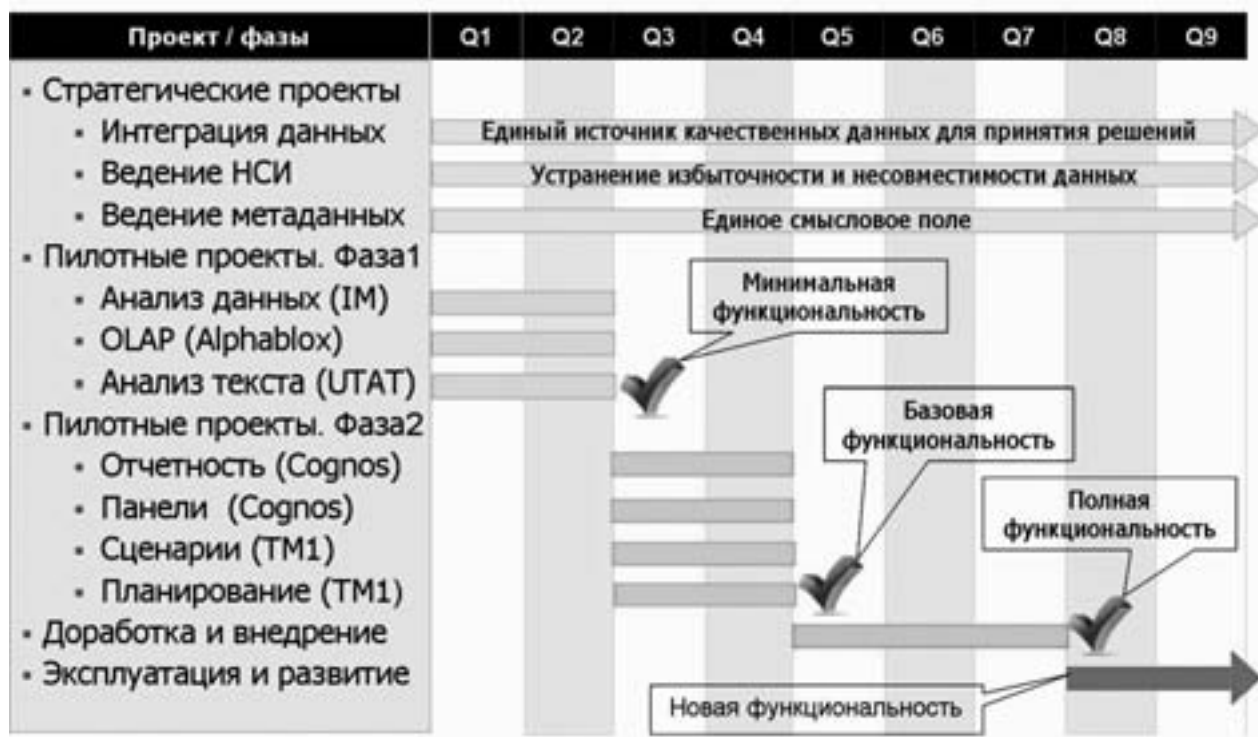 Проект / фазы Q1 Q2 Q3 Q4 Q5 Q6 Q7 Q8 Q9
▪ Стратегические проекты
▪ Интеграция данных Единый источник качественных данных для принятия решений
▪ Ведение НСИ Устранение избыточности и несовместимости данных
▪ Ведение метаданных Единое смысловое поле
▪ Пилотные проекты. Фаза1
▪ Анализ данных (IM)
Минимальная
функциональность
▪ OLAP (Alphablox)
▪ Анализ текста (UTAT)
▪ Пилотные проекты. Фаза2
Базовая
функциональность
▪ Отчетность (Cognos)
▪ Панели (Cognos)
Полная
функциональность
▪ Сценарии (TM1)
▪ Планирование (TM1)
▪ Доработка и внедрение
▪ Эксплуатация и развитие
Новая функциональность